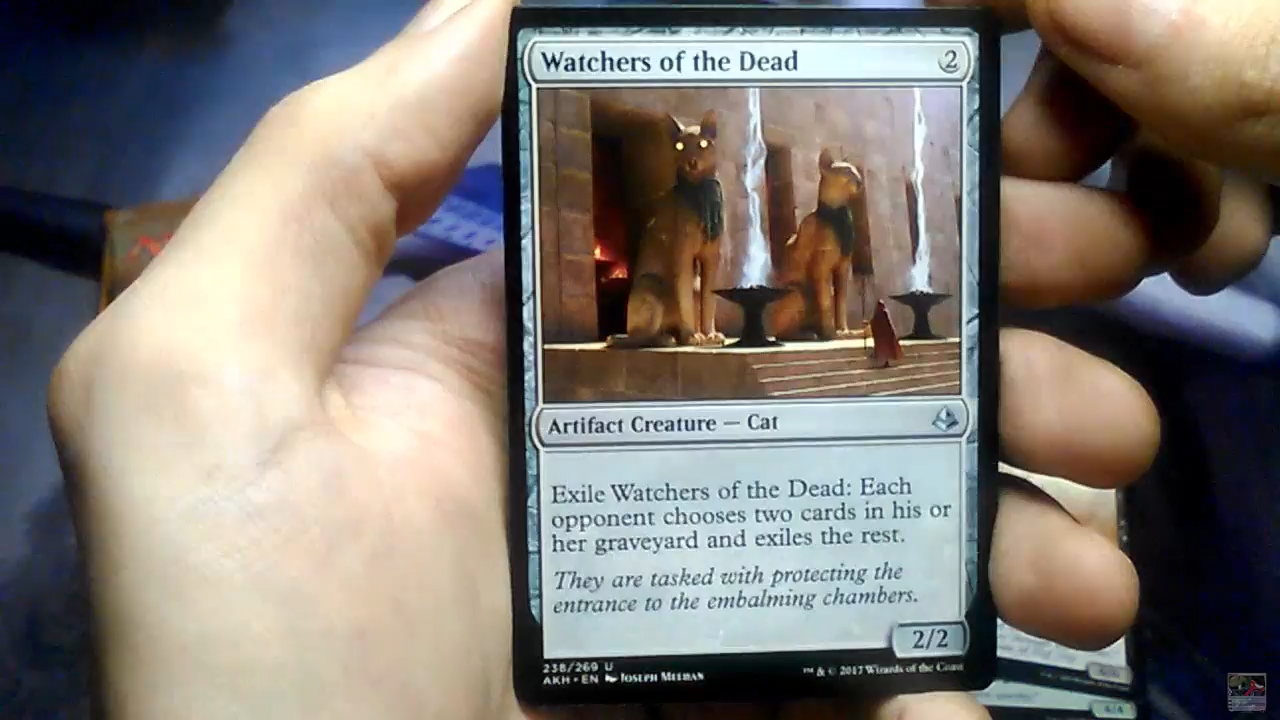 Watchers of the Dead 2
Artifact Creature — Cat
Exile Watchers of the Dead: Each
opponent chooses two cards in his or
her graveyard and exiles the rest.
They are tasked with protecting the
entrance to the embalming chambers.
2/2
238/269 U
AKH • EN Joseph Meehan
™ & © 2017 Wizards of the Coast
4/4